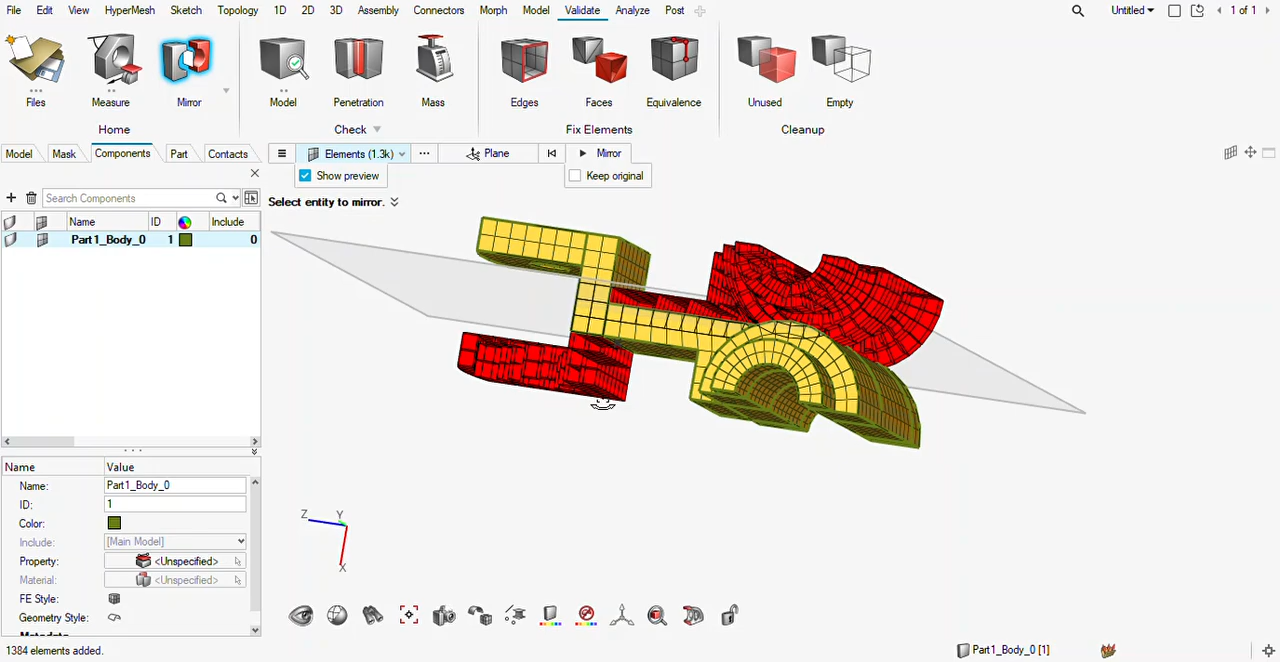 File Edit View HyperMesh Sketch Topology 1D 2D 3D Assembly Connectors Morph Model Validate Analyze Post Untitled 1 of 1
Files Measure Mirror Model Penetration Mass Edges Faces Equivalence Unused Empty
Home Check Fix Elements Cleanup
Model Mask Components Part Contacts Elements (1.3k) Plane Mirror
Show preview Keep original
Search Components Select entity to mirror.
Name ID Include
Part1_Body_0 1 0
Name Value
Name: Part1_Body_0
ID: 1
Color:
Include: [Main Model]
Property: <Unspecified>
Material: <Unspecified>
FE Style:
Geometry Style:
Metadata
Z Y
X
1384 elements added. Part1_Body_0 [1]